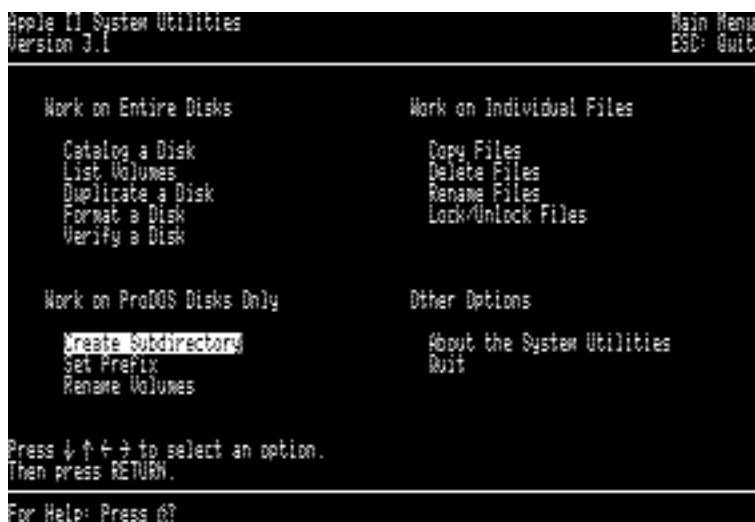 Apple II System Utilities
Main Menu
Version 3.1
ESC: Quit
Work on Entire Disks
Catalog a Disk
List Volumes
Duplicate a Disk
Format a Disk
Verify a Disk
Work on Individual Files
Copy Files
Delete Files
Rename Files
Lock/Unlock Files
Work on ProDOS Disks Only
Create Subdirectory
Set Prefix
Rename Volumes
Other Options
About the System Utilities
Quit
Press ↓ ↑ ← → to select an option.
Then press RETURN.
For Help: Press ?